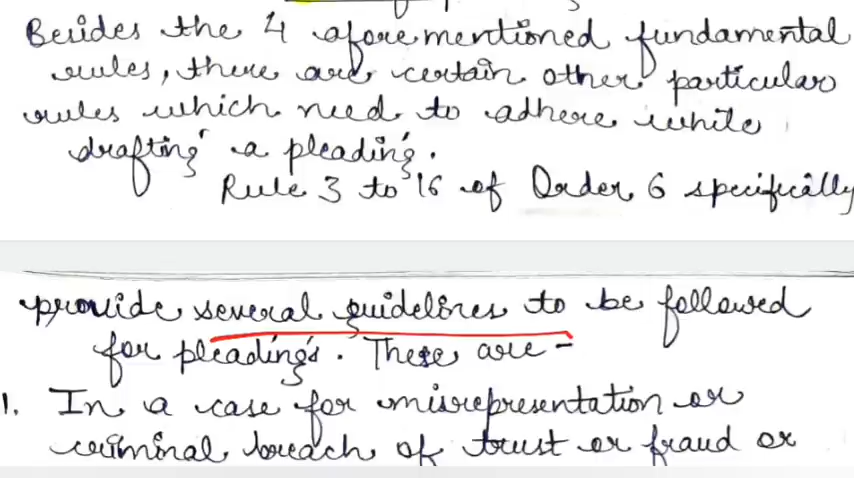 Besides the 4 aforementioned fundamental
rules, there are certain other particular
rules which need to adhere while
drafting a pleading.
Rule 3 to 16 of Order 6 specifically
provide several guidelines to be followed
for pleadings. These are -
1. In a case for misrepresentation or
criminal breach of trust or fraud or